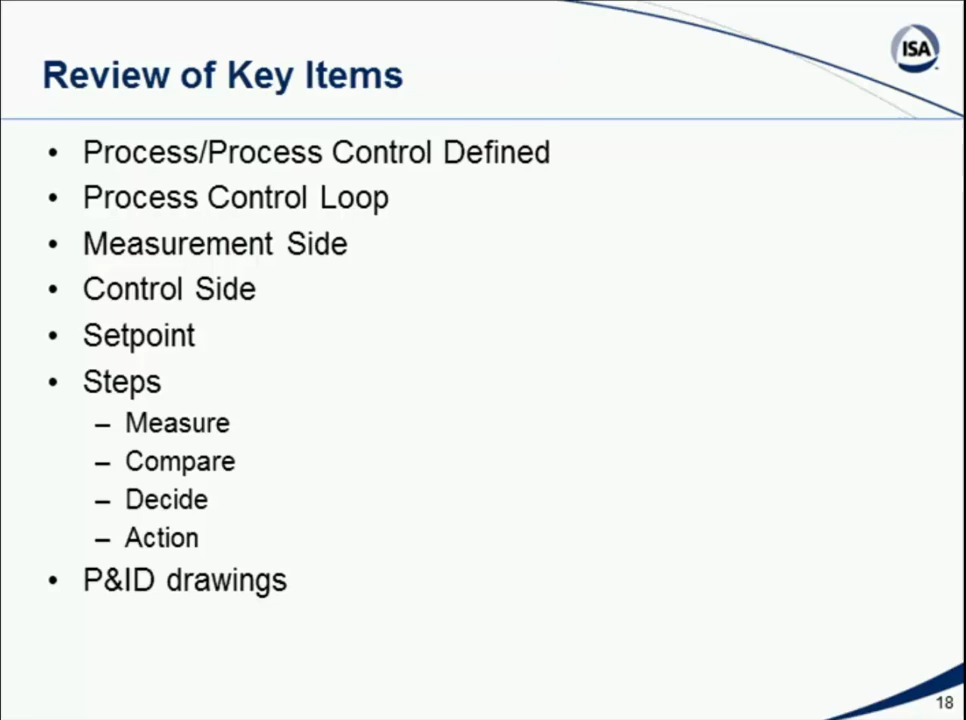 ISA
Review of Key Items
• Process/Process Control Defined
• Process Control Loop
• Measurement Side
• Control Side
• Setpoint
• Steps
– Measure
– Compare
– Decide
– Action
• P&ID drawings
18